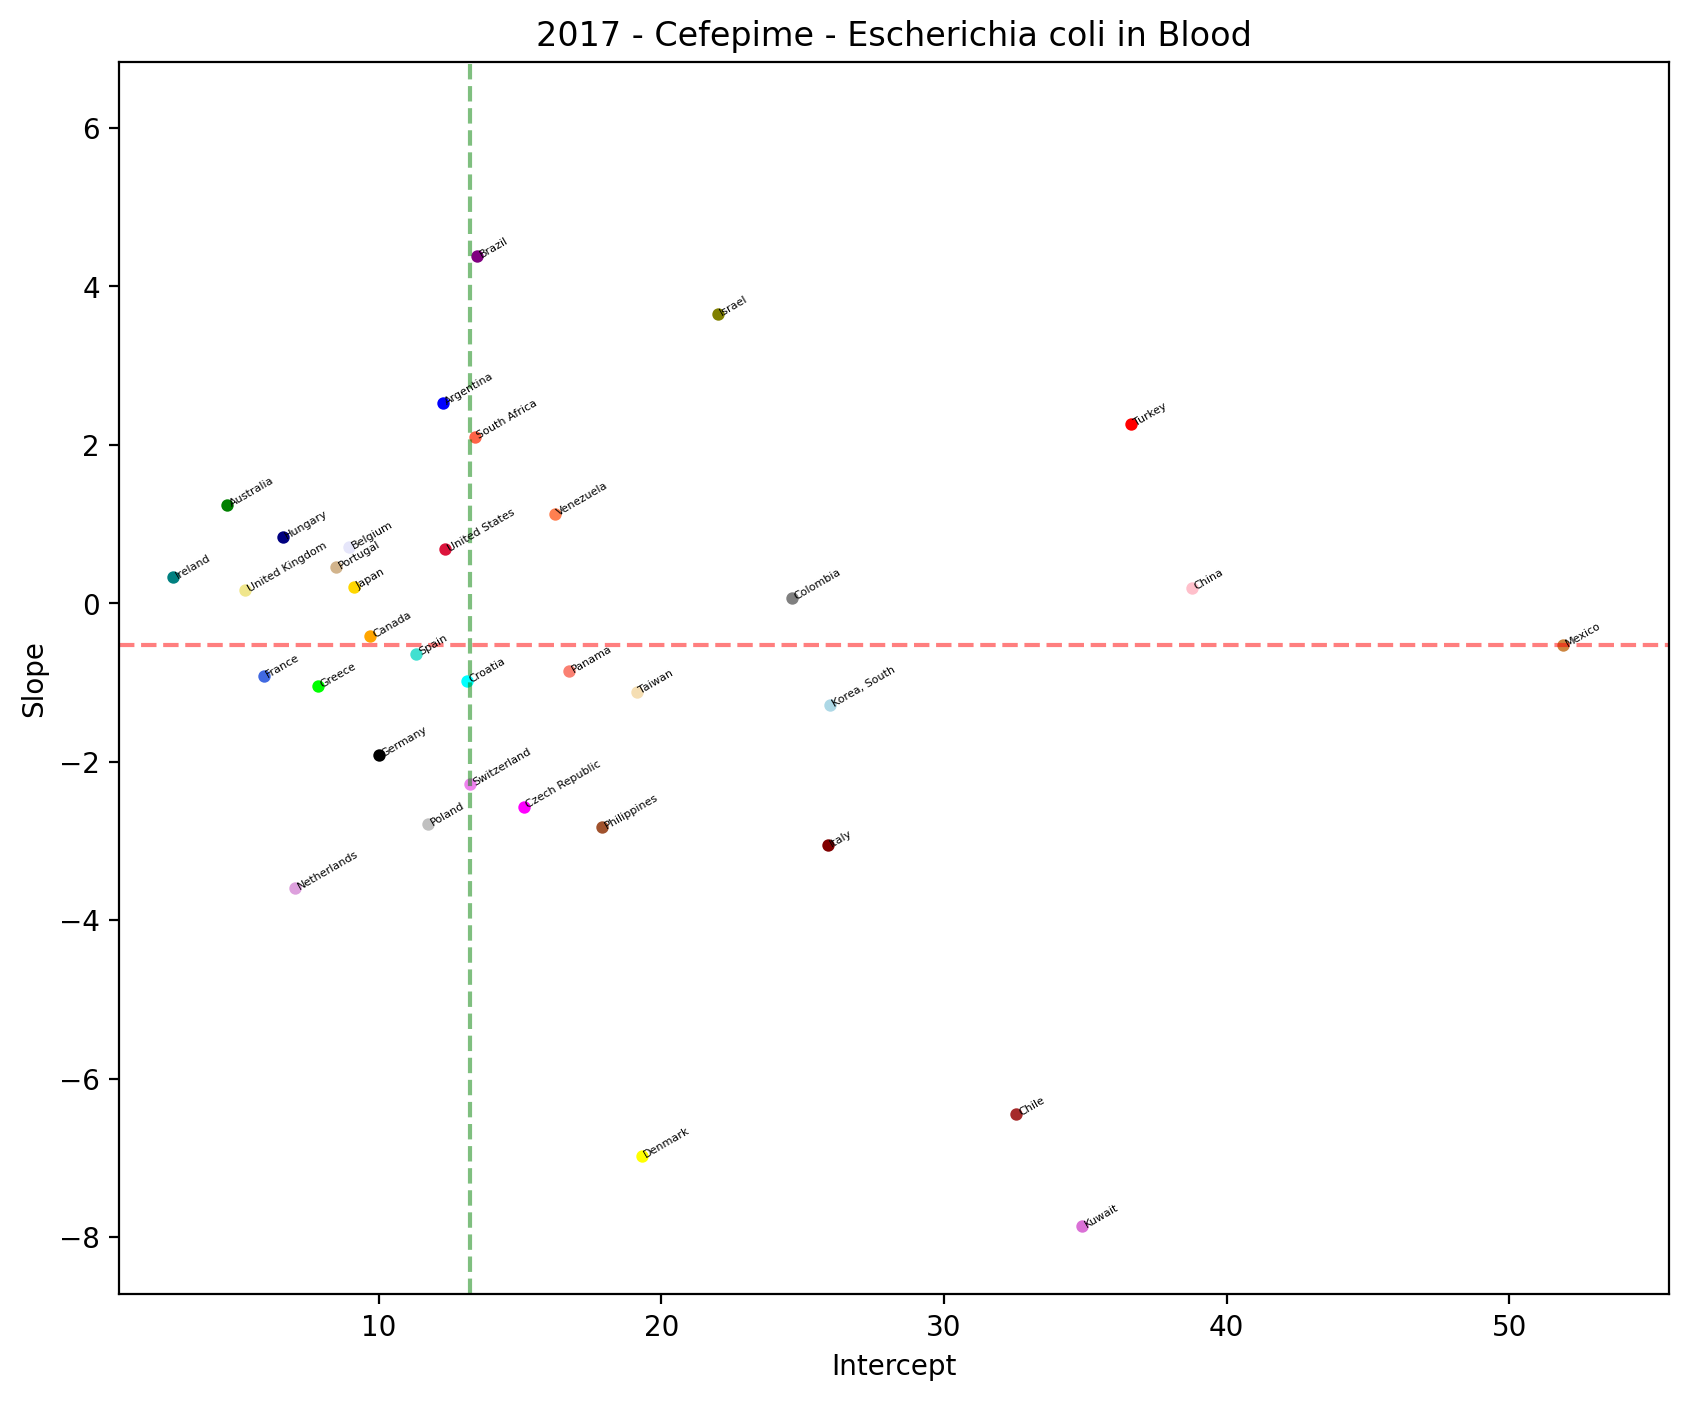 2017 - Cefepime - Escherichia coli in Blood
6
4
2
0
−2
−4
−6
−8
Slope
Brazil
Israel
Argentina
South Africa
Turkey
Australia
Venezuela
Hungary
United States
Belgium
Portugal
Ireland
United Kingdom
Japan
Colombia
China
Canada
Spain
Mexico
France
Greece
Croatia
Panama
Taiwan
Korea, South
Germany
Switzerland
Czech Republic
Poland
Philippines
Italy
Netherlands
Chile
Denmark
Kuwait
10
20
30
40
50
Intercept